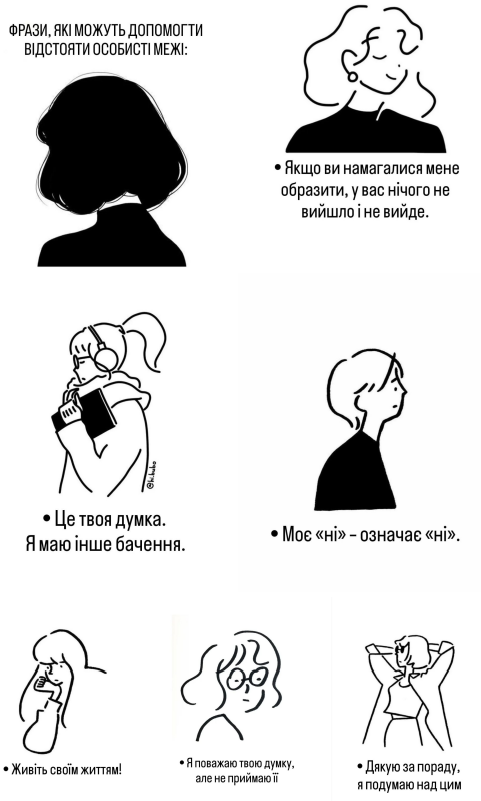 ФРАЗИ, ЯКІ МОЖУТЬ ДОПОМОГТИ
ВІДСТОЯТИ ОСОБИСТІ МЕЖІ:
• Якщо ви намагалися мене
образити, у вас нічого не
вийшло і не вийде.
@ki.babo
• Це твоя думка.
Я маю інше бачення.
• Моє «ні» – означає «ні».
• Живіть своїм життям!
• Я поважаю твою думку,
але не приймаю її
• Дякую за пораду,
я подумаю над цим